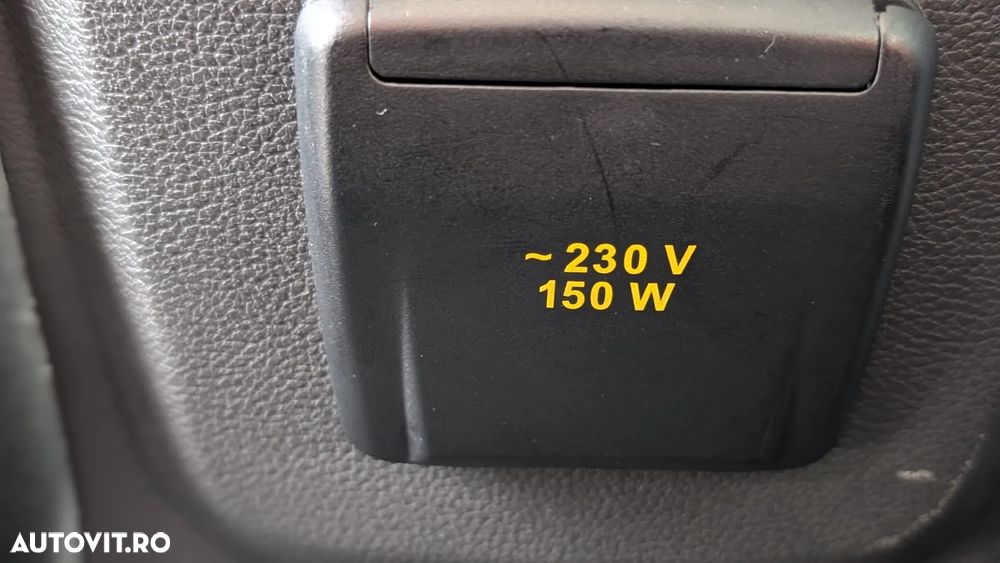 ~ 230 V
150 W
AUTOVIT.RO